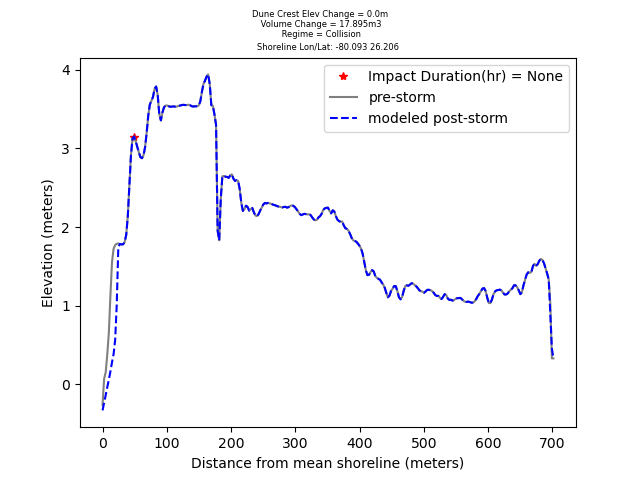 Dune Crest Elev Change = 0.0m
Volume Change = 17.895m3
Regime = Collision
Shoreline Lon/Lat: -80.093 26.206
Impact Duration(hr) = None
pre-storm
modeled post-storm
Elevation (meters)
4
3
2
1
0
0 100 200 300 400 500 600 700
Distance from mean shoreline (meters)